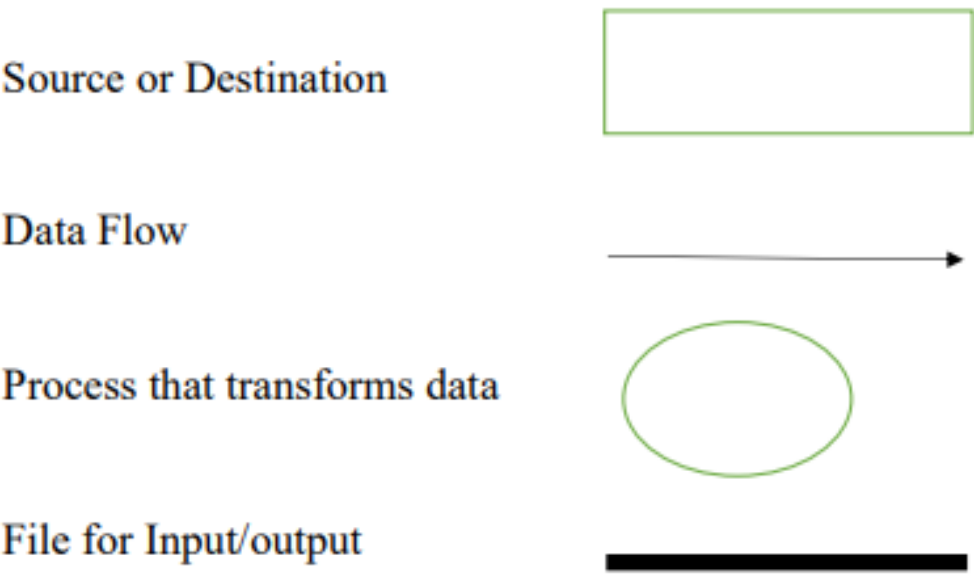 Source or Destination
Data Flow
Process that transforms data
File for Input/output